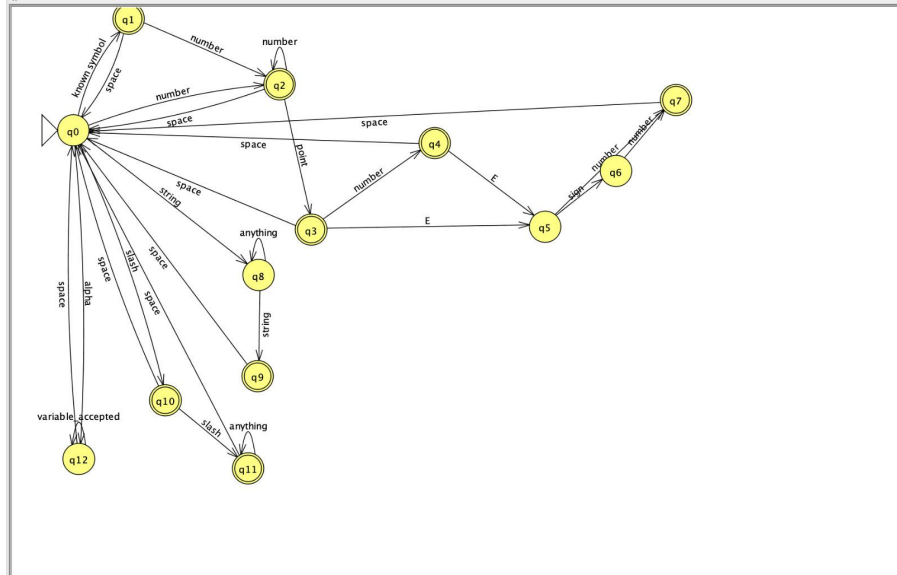 q1
number
number
known symbol
space
q2
number
q7
space
space
q0
q4
space
point
number
number
q6
E
string
space
number
sign
q3
E
q5
anything
slash
space
space
space
q8
space
alpha
string
q9
q10
variable_accepted
slash
anything
q12
q11